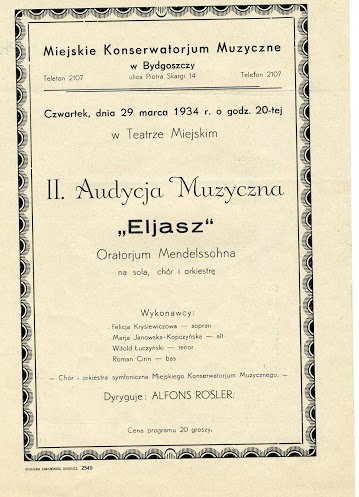 Miejskie Konserwatorjum Muzyczne
w Bydgoszczy
Telefon 2107 ulica Piotra Skargi 14 Telefon 2107
Czwartek, dnia 29 marca 1934 r. o godz. 20-tej
w Teatrze Miejskim
II. Audycja Muzyczna
„Eljasz“
Oratorjum Mendelssohna
na sola, chór i orkiestrę
Wykonawcy:
Felicja Krysiewiczowa — sopran
Marja Janowska-Kopczyńska — alt
Witold Łuczyński — tenor
Roman Cirin — bas
— Chór i orkiestra symfoniczna Miejskiego Konserwatorjum Muzycznego. —
Dyryguje: ALFONS RÖSLER.
Cena programu 20 groszy.
2549